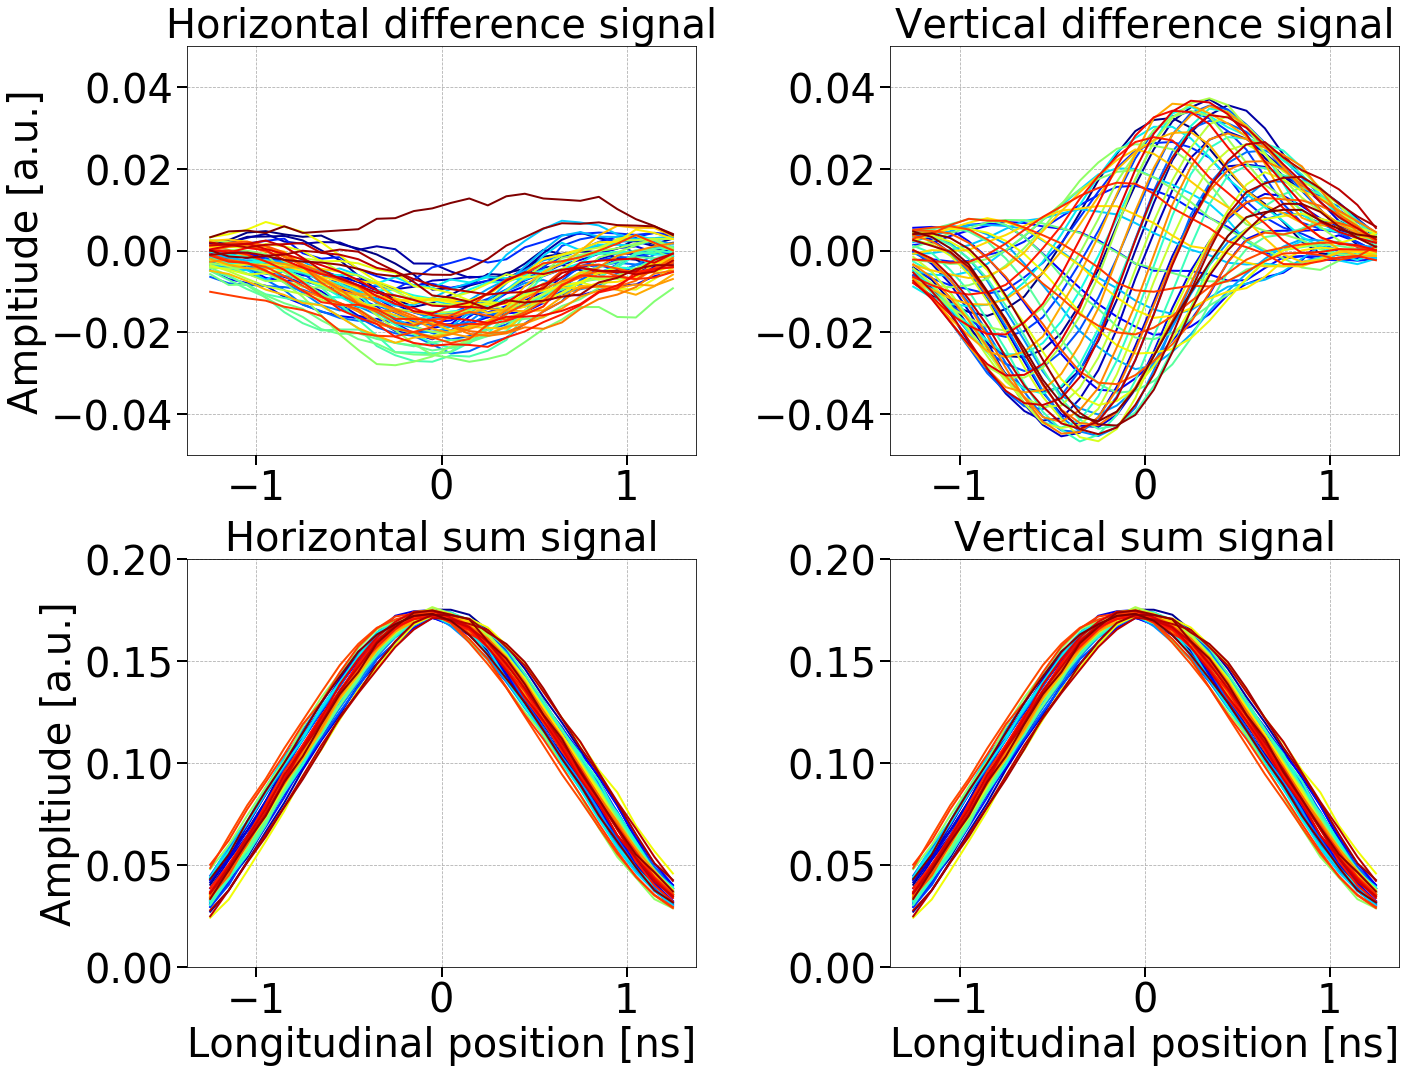 Horizontal difference signal
Vertical difference signal
Ampltiude [a.u.]
0.04
0.02
0.00
−0.02
−0.04
−1 0 1
0.04
0.02
0.00
−0.02
−0.04
−1 0 1
Horizontal sum signal
Vertical sum signal
Ampltiude [a.u.]
0.20
0.15
0.10
0.05
0.00
−1 0 1
Longitudinal position [ns]
0.20
0.15
0.10
0.05
0.00
−1 0 1
Longitudinal position [ns]